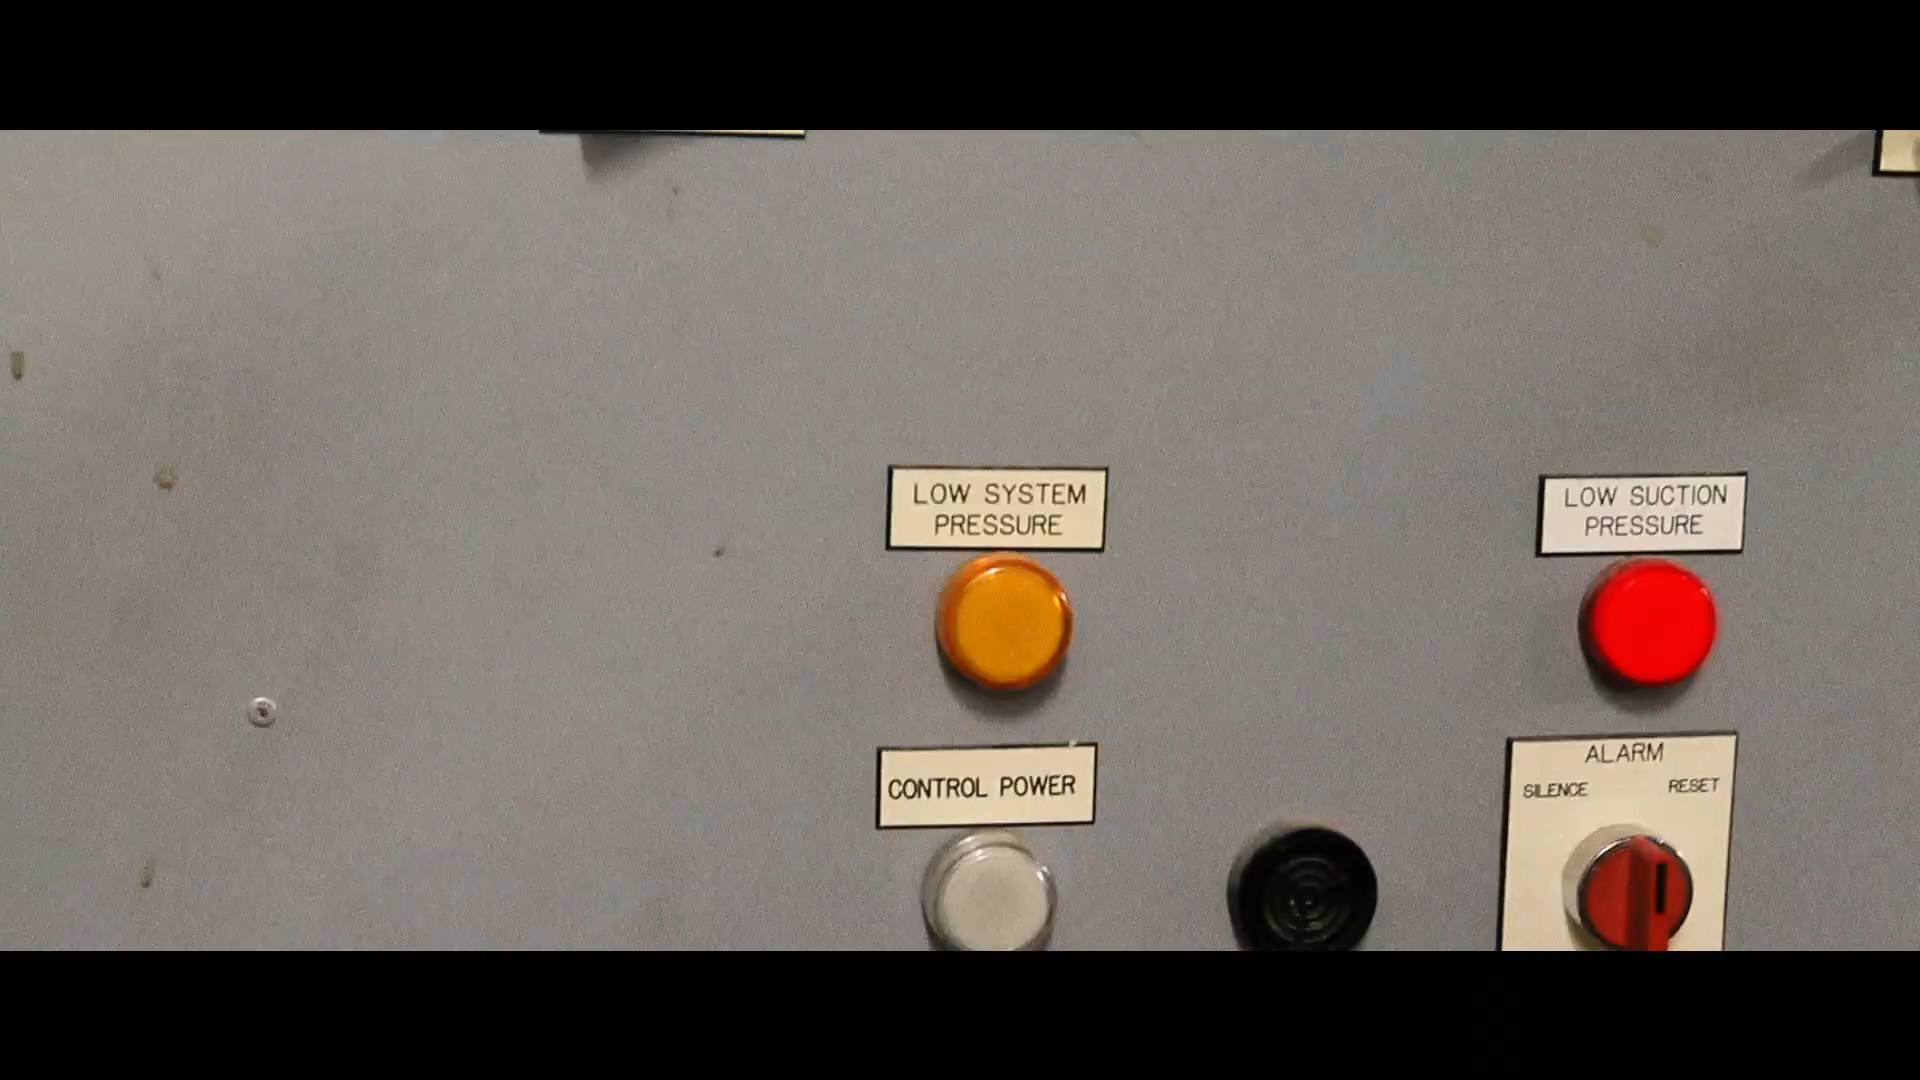 LOW SYSTEM
PRESSURE
LOW SUCTION
PRESSURE
CONTROL POWER
ALARM
SILENCE
RESET